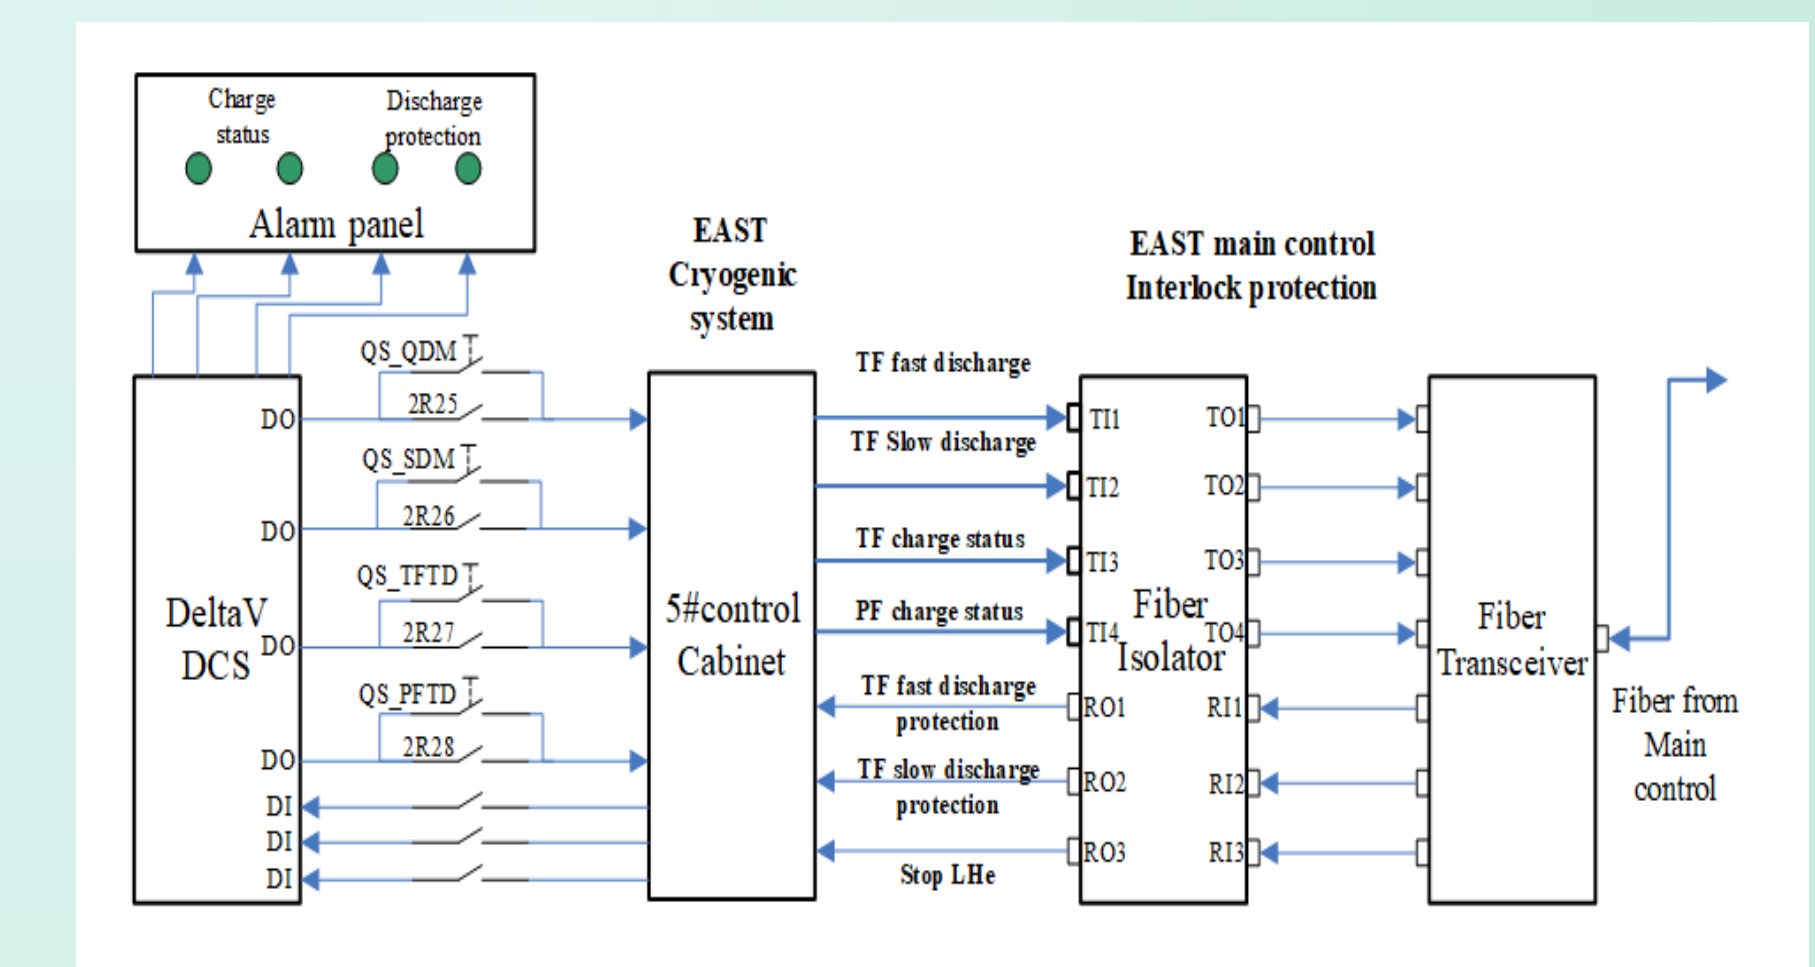 Charge
status
Discharge
protection
Alarm panel
EAST
Cryogenic
system
EAST main control
Interlock protection
DeltaV
DCS
DO
DO
DO
DO
DI
DI
DI
QS_QDM
2R25
QS_SDM
2R26
QS_TFTD
2R27
QS_PFTD
2R28
5#control
Cabinet
TF fast discharge
TF Slow discharge
TF charge status
PF charge status
TF fast discharge
protection
TF slow discharge
protection
Stop LHe
TI1
TI2
TI3
TI4
RO1
RO2
RO3
Fiber
Isolator
TO1
TO2
TO3
TO4
RI1
RI2
RI3
Fiber
Transceiver
Fiber from
Main
control